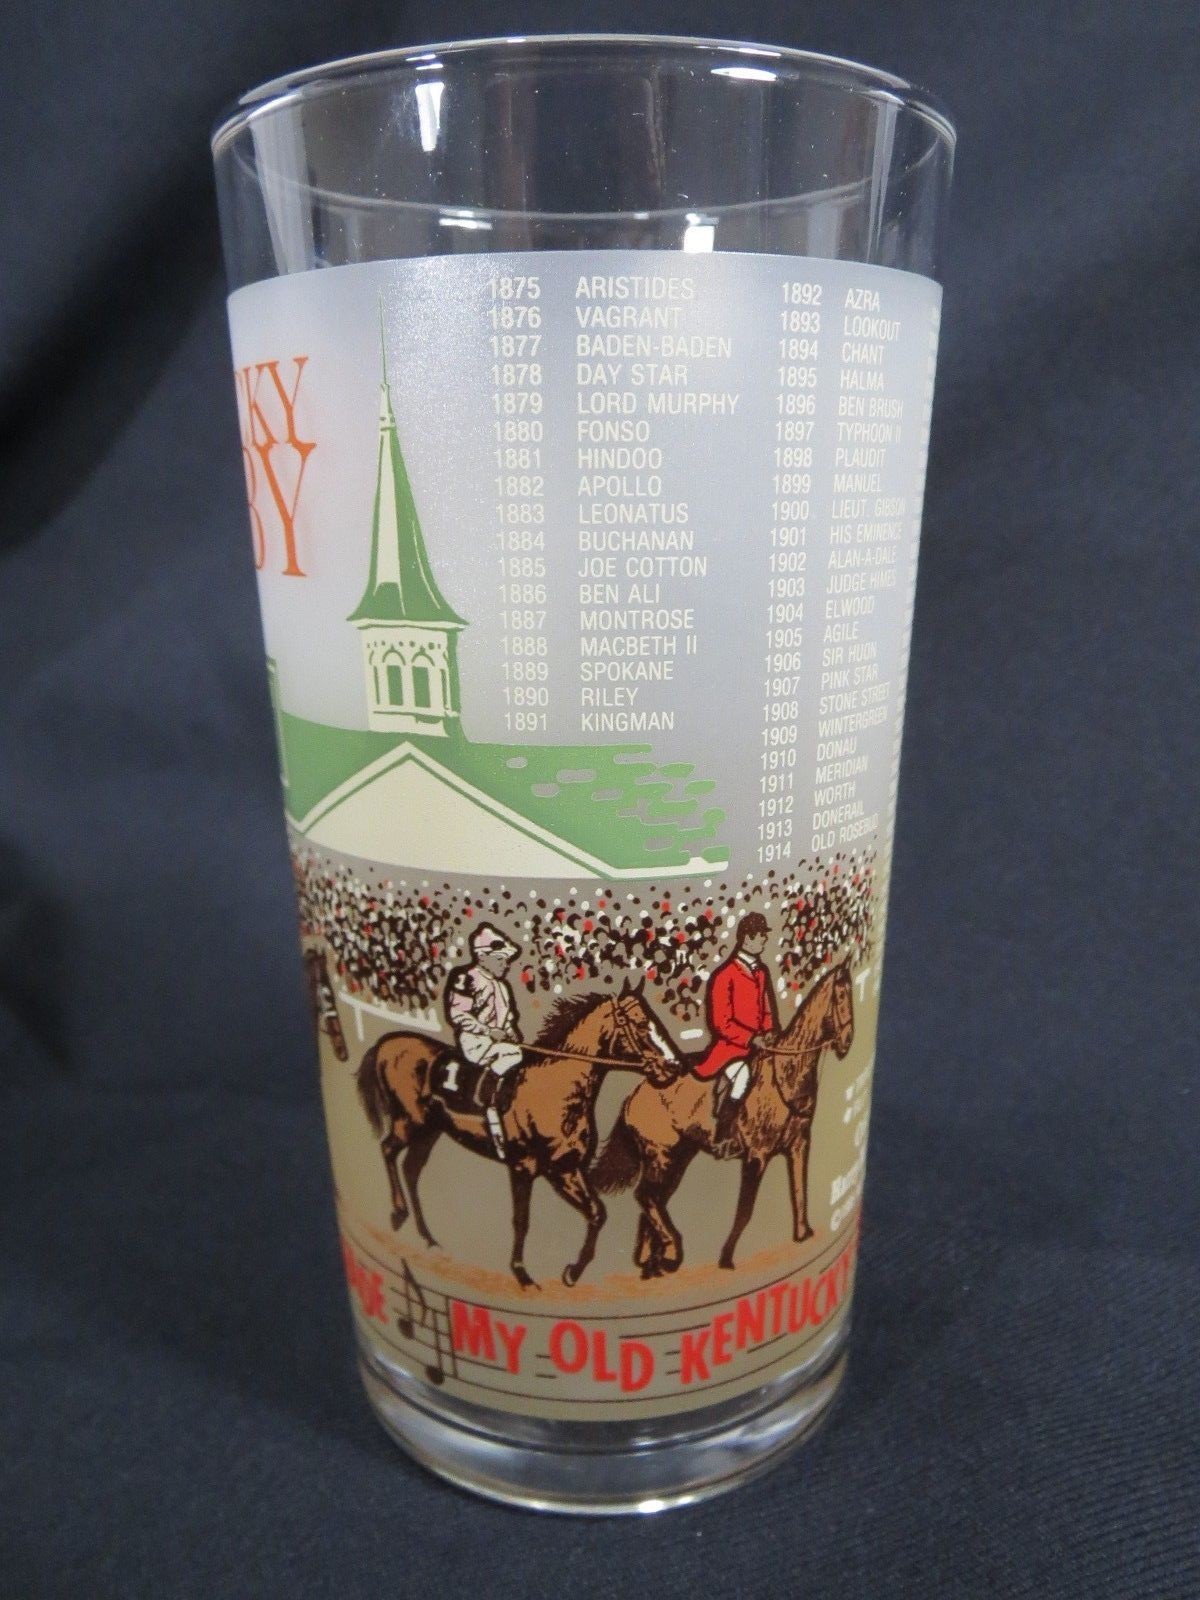 CKY
BY
1875 ARISTIDES
1876 VAGRANT
1877 BADEN-BADEN
1878 DAY STAR
1879 LORD MURPHY
1880 FONSO
1881 HINDOO
1882 APOLLO
1883 LEONATUS
1884 BUCHANAN
1885 JOE COTTON
1886 BEN ALI
1887 MONTROSE
1888 MACBETH II
1889 SPOKANE
1890 RILEY
1891 KINGMAN
1892 AZRA
1893 LOOKOUT
1894 CHANT
1895 HALMA
1896 BEN BRUSH
1897 TYPHOON II
1898 PLAUDIT
1899 MANUEL
1900 LIEUT. GIBSON
1901 HIS EMINENCE
1902 ALAN-A-DALE
1903 JUDGE HIMES
1904 ELWOOD
1905 AGILE
1906 SIR HUON
1907 PINK STAR
1908 STONE STREET
1909 WINTERGREEN
1910 DONAU
1911 MERIDIAN
1912 WORTH
1913 DONERAIL
1914 OLD ROSEBUD
1
1
MY OLD KENTUCKY